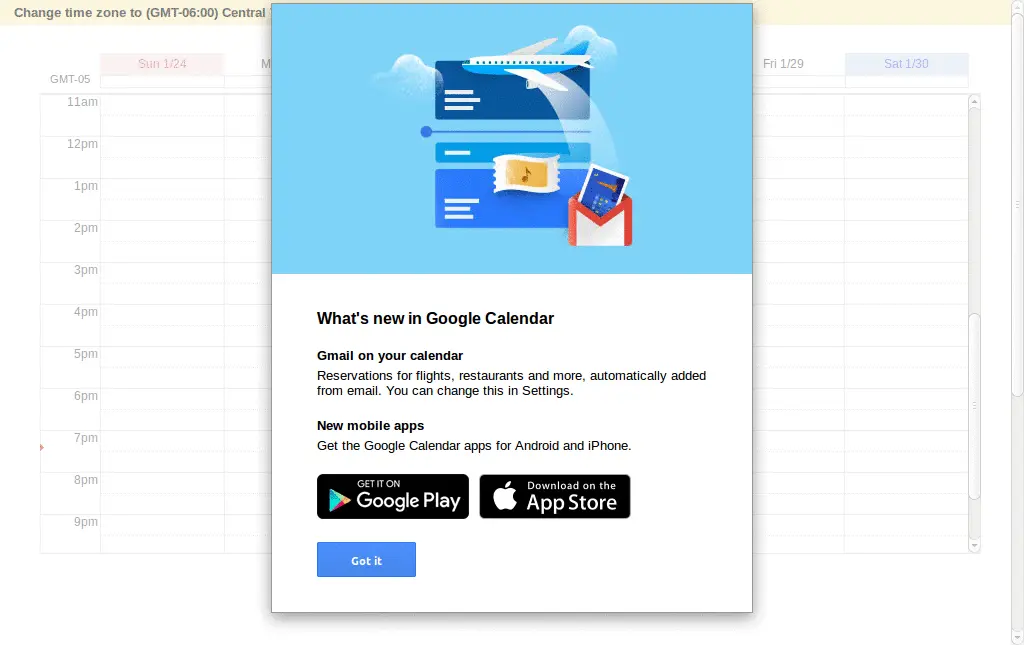 Change time zone to (GMT-06:00) Central
Sun 1/24
Fri 1/29
Sat 1/30
GMT-05
11am
12pm
1pm
2pm
3pm
4pm
5pm
6pm
7pm
8pm
9pm
What's new in Google Calendar
Gmail on your calendar
Reservations for flights, restaurants and more, automatically added
from email. You can change this in Settings.
New mobile apps
Get the Google Calendar apps for Android and iPhone.
GET IT ON
Google Play
Download on the
App Store
Got it